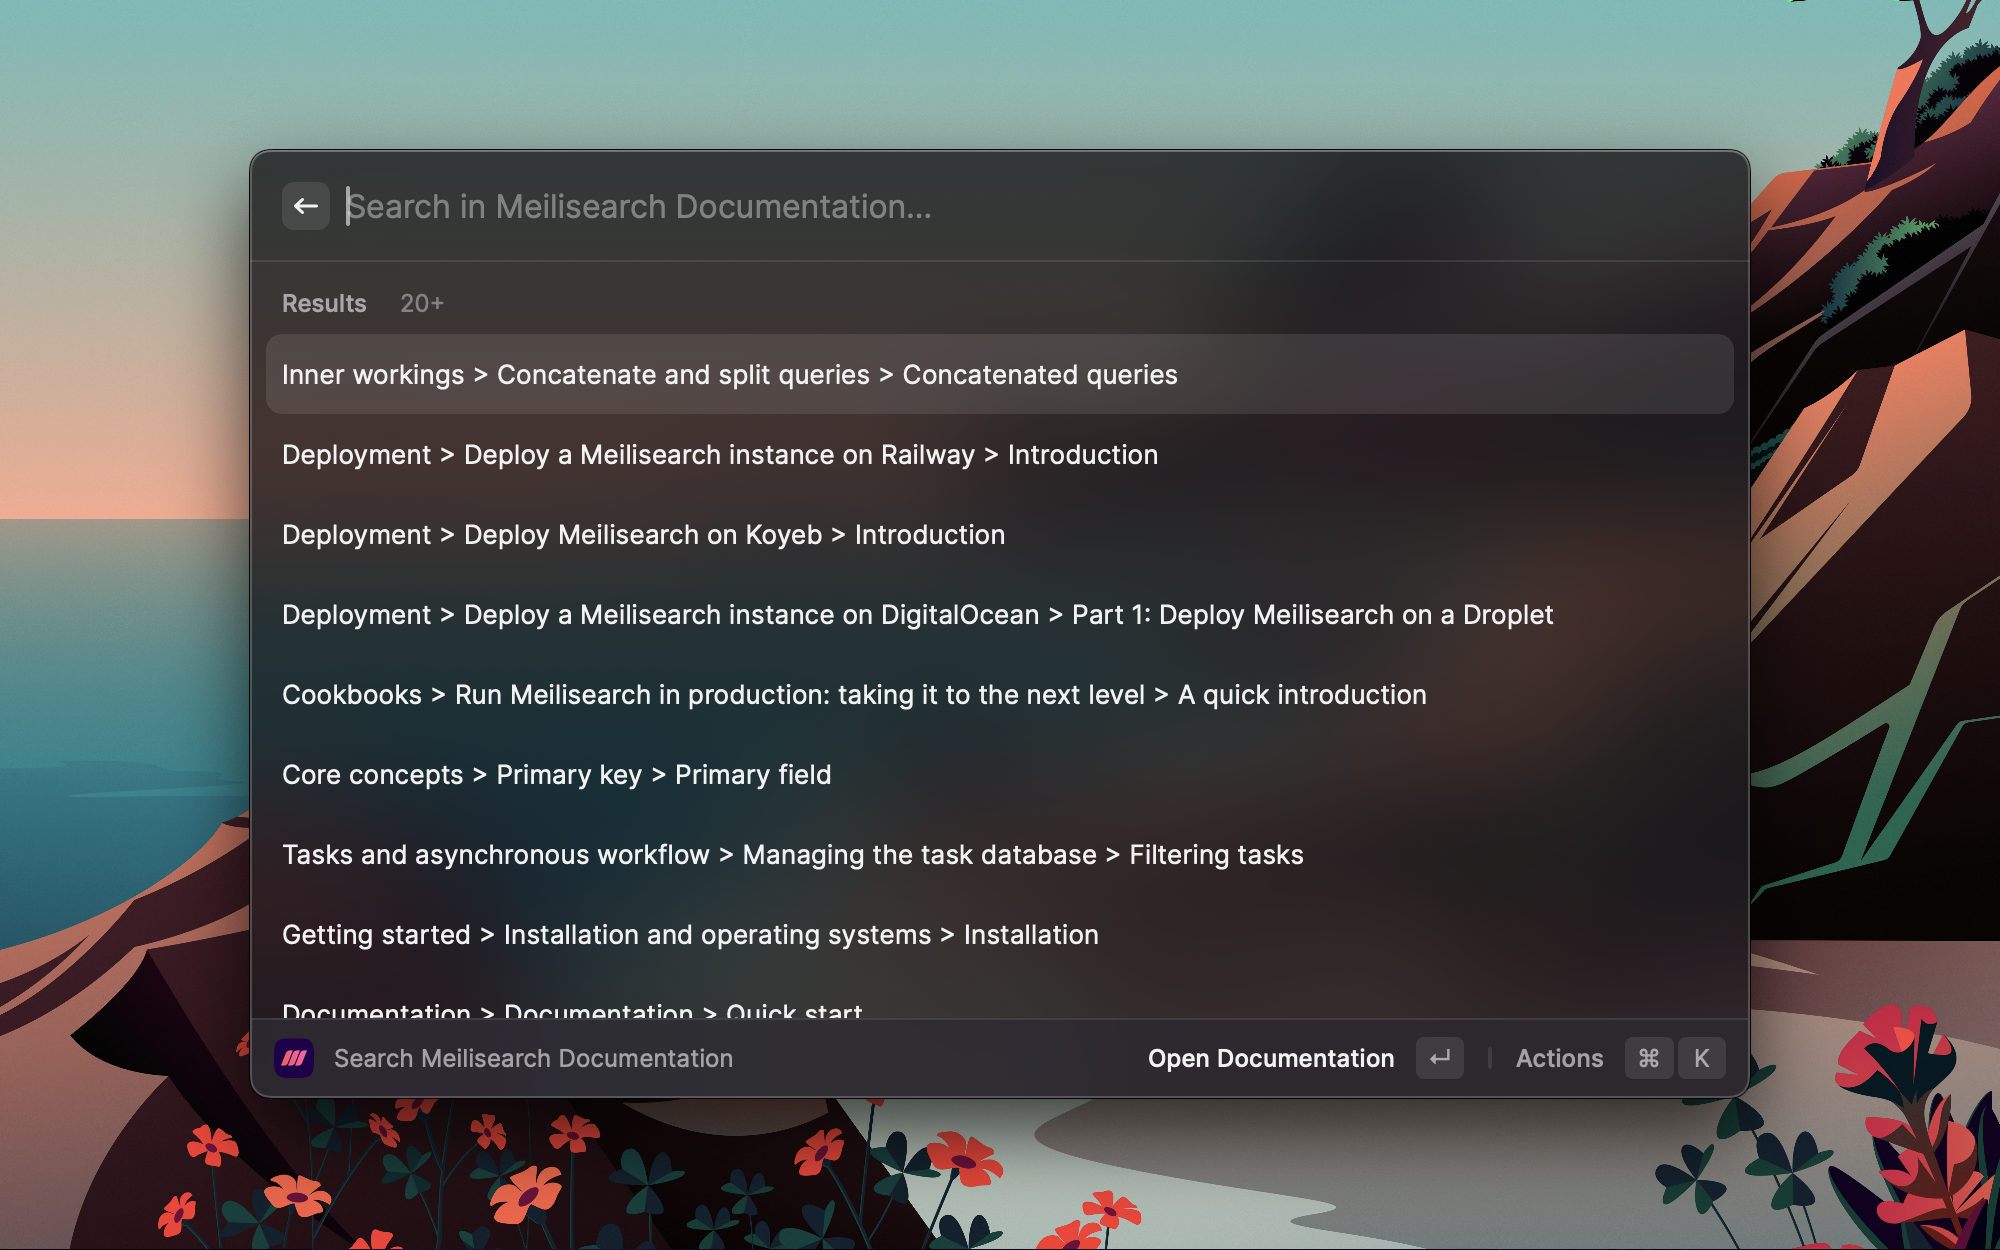 Search in Meilisearch Documentation...
Results 20+
Inner workings > Concatenate and split queries > Concatenated queries
Deployment > Deploy a Meilisearch instance on Railway > Introduction
Deployment > Deploy Meilisearch on Koyeb > Introduction
Deployment > Deploy a Meilisearch instance on DigitalOcean > Part 1: Deploy Meilisearch on a Droplet
Cookbooks > Run Meilisearch in production: taking it to the next level > A quick introduction
Core concepts > Primary key > Primary field
Tasks and asynchronous workflow > Managing the task database > Filtering tasks
Getting started > Installation and operating systems > Installation
Documentation > Documentation > Quick start
Search Meilisearch Documentation Open Documentation ↵ Actions ⌘ K